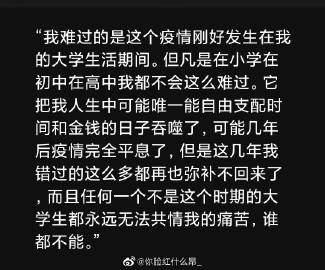 “我难过的是这个疫情刚好发生在我
的大学生活期间。但凡是在小学在
初中在高中我都不会这么难过。它
把我人生中可能唯一能自由支配时
间和金钱的日子吞噬了，可能几年
后疫情完全平息了，但是这几年我
错过的这么多都再也弥补不回来了
，而且任何一个不是这个时期的大
学生都永远无法共情我的痛苦，谁
都不能。”
@你脸红什么昂_